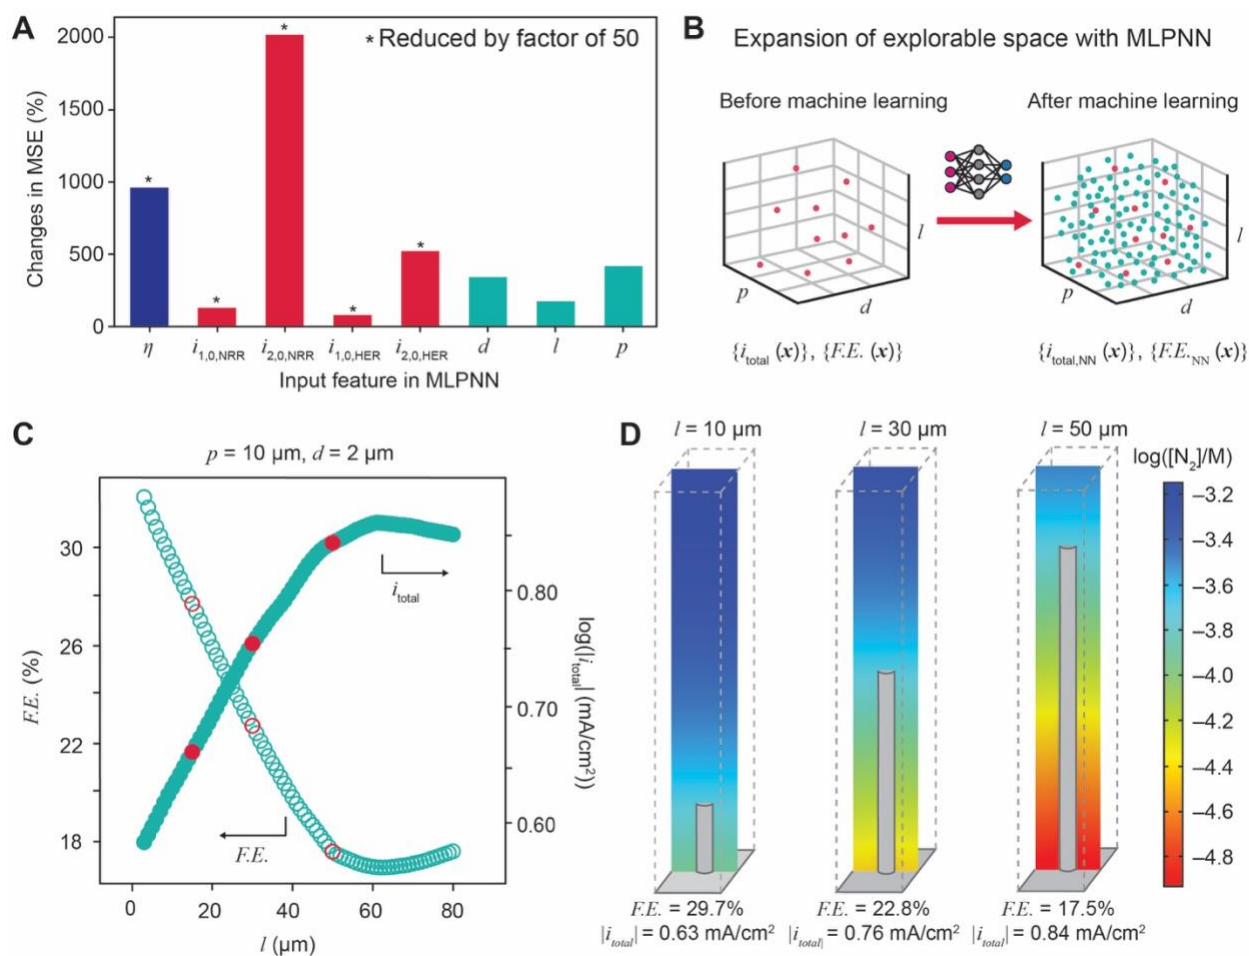 A
* Reduced by factor of 50
2000
1500
1000
500
0
Changes in MSE (%)
*
*
*
*
*
η
i1,0,NRR
i2,0,NRR
i1,0,HER
i2,0,HER
d
l
p
Input feature in MLPNN
B
Expansion of explorable space with MLPNN
Before machine learning
After machine learning
p
d
l
p
d
l
{itotal (x)}, {F.E. (x)}
{itotal,NN (x)}, {F.E.NN (x)}
C
p = 10 μm, d = 2 μm
30
26
22
18
F.E. (%)
itotal
F.E.
0.80
0.70
0.60
log(|itotal| (mA/cm²))
0
20
40
60
80
l (μm)
D
l = 10 μm
l = 30 μm
l = 50 μm
log([N₂]/M)
–3.2
–3.4
–3.6
–3.8
–4.0
–4.2
–4.4
–4.6
–4.8
F.E. = 29.7%
|itotal| = 0.63 mA/cm²
F.E. = 22.8%
|itotal| = 0.76 mA/cm²
F.E. = 17.5%
|itotal| = 0.84 mA/cm²